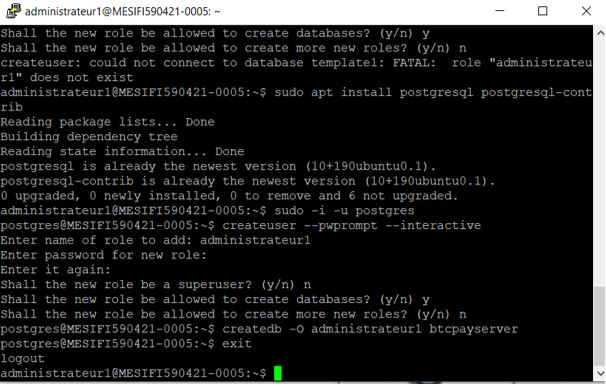 administrateur1@MESIFI590421-0005: ~
Shall the new role be allowed to create databases? (y/n) y
Shall the new role be allowed to create more new roles? (y/n) n
createuser: could not connect to database template1: FATAL:  role "administrateu
r1" does not exist
administrateur1@MESIFI590421-0005:~$ sudo apt install postgresql postgresql-cont
rib
Reading package lists... Done
Building dependency tree
Reading state information... Done
postgresql is already the newest version (10+190ubuntu0.1).
postgresql-contrib is already the newest version (10+190ubuntu0.1).
0 upgraded, 0 newly installed, 0 to remove and 6 not upgraded.
administrateur1@MESIFI590421-0005:~$ sudo -i -u postgres
postgres@MESIFI590421-0005:~$ createuser --pwprompt --interactive
Enter name of role to add: administrateur1
Enter password for new role:
Enter it again:
Shall the new role be a superuser? (y/n) n
Shall the new role be allowed to create databases? (y/n) y
Shall the new role be allowed to create more new roles? (y/n) n
postgres@MESIFI590421-0005:~$ createdb -O administrateur1 btcpayserver
postgres@MESIFI590421-0005:~$ exit
logout
administrateur1@MESIFI590421-0005:~$